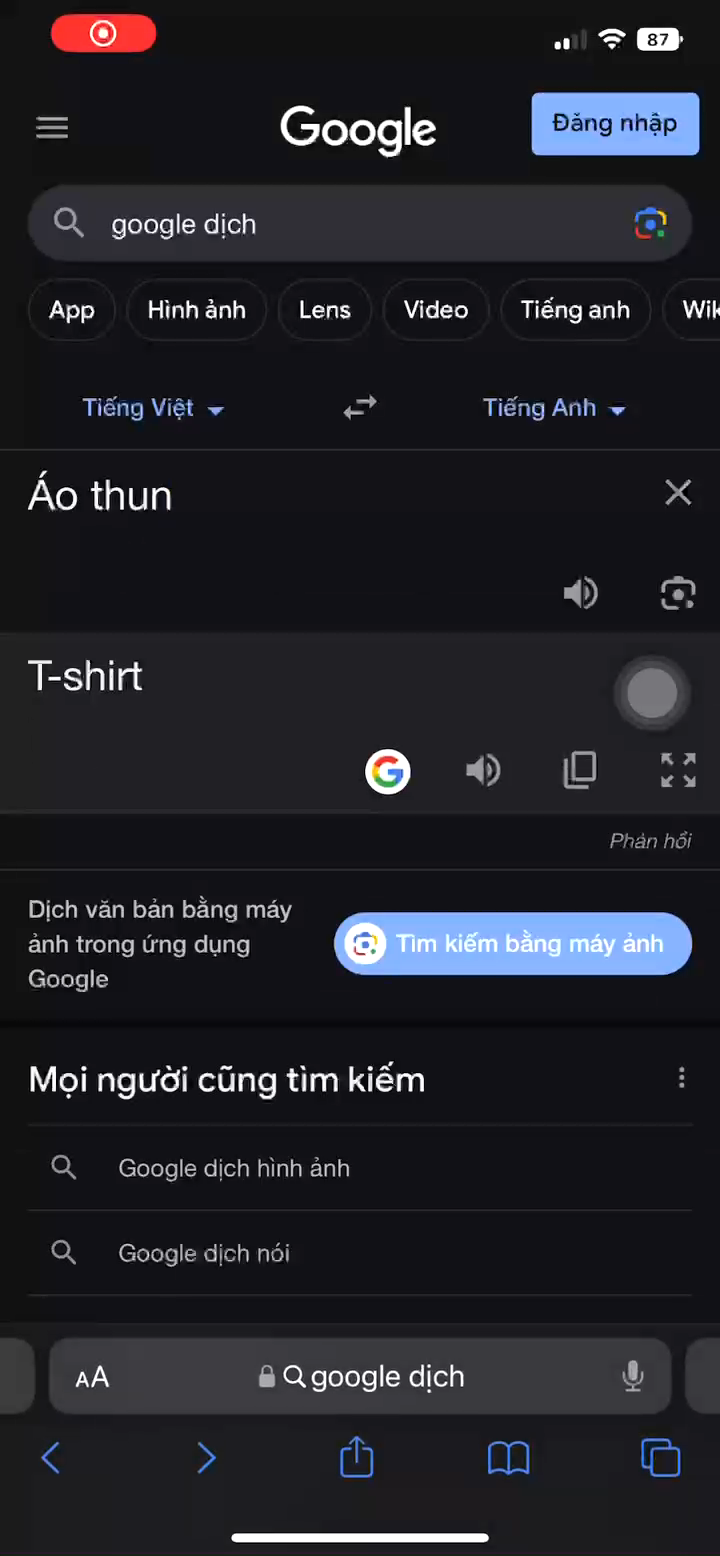 87
Google
Đăng nhập
google dịch
App
Hình ảnh
Lens
Video
Tiếng anh
Wik
Tiếng Việt
Tiếng Anh
Áo thun
T-shirt
Phản hồi
Dịch văn bản bằng máy
ảnh trong ứng dụng
Google
Tìm kiếm bằng máy ảnh
Mọi người cũng tìm kiếm
Google dịch hình ảnh
Google dịch nói
AA
google dịch